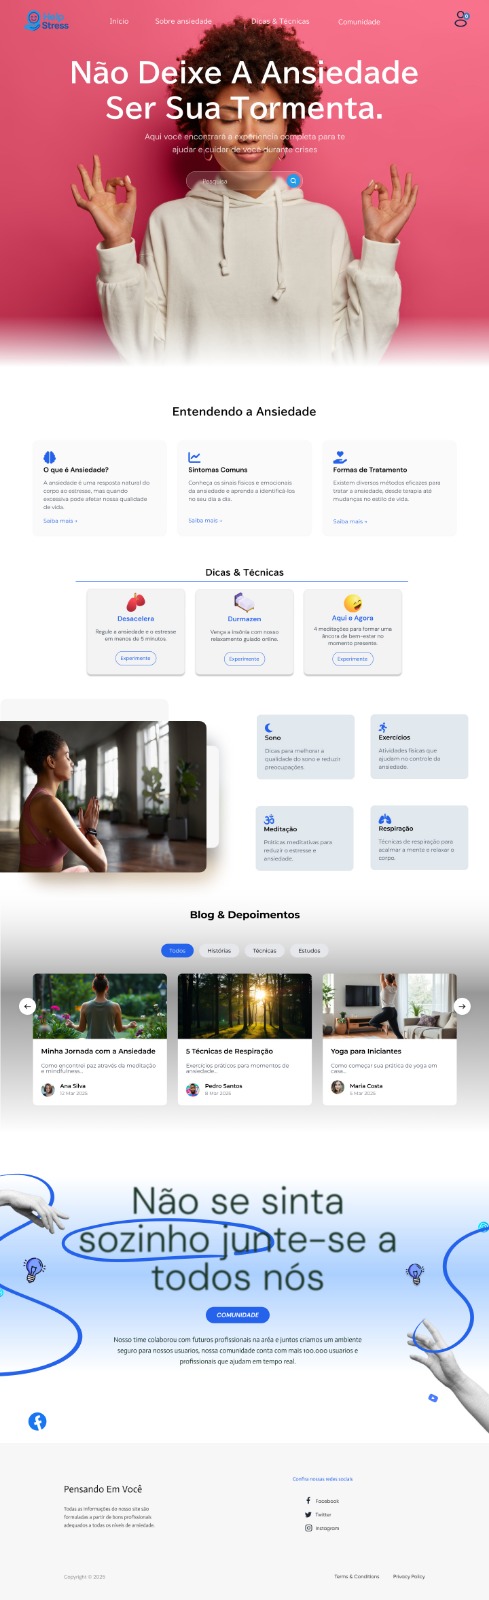 Help
Stress
Início
Sobre ansiedade
Dicas & Técnicas
Comunidade
0
Não Deixe A Ansiedade
Ser Sua Tormenta.
Aqui você encontrará a experiência completa para te
ajudar e cuidar de você durante crises
Pesquisa
Entendendo a Ansiedade
O que é Ansiedade?
A ansiedade é uma resposta natural do
corpo ao estresse, mas quando
excessiva pode afetar nossa qualidade
de vida.
Saiba mais →
Sintomas Comuns
Conheça os sinais físicos e emocionais
da ansiedade e aprenda a identificá-los
no seu dia a dia.
Saiba mais →
Formas de Tratamento
Existem diversos métodos eficazes para
tratar a ansiedade, desde terapia até
mudanças no estilo de vida.
Saiba mais →
Dicas & Técnicas
Desacelera
Regule a ansiedade e o estresse
em menos de 5 minutos
Experimente
Durmazen
Vença a insônia com nosso
relaxamento guiado online.
Experimente
Aqui e Agora
4 meditações para formar uma
âncora de bem-estar no
momento presente.
Experimente
Sono
Dicas para melhorar a
qualidade do sono e reduzir
preocupações.
Exercícios
Atividades físicas que
ajudam no controle da
ansiedade.
Meditação
Práticas meditativas para
reduzir o estresse e
ansiedade.
Respiração
Técnicas de respiração para
acalmar a mente e relaxar o
corpo.
Blog & Depoimentos
Todos
Histórias
Técnicas
Estudos
Minha Jornada com a Ansiedade
Como encontrei paz através da meditação
e mindfulness...
Ana Silva
12 Mar 2025
5 Técnicas de Respiração
Exercícios práticos para momentos de
ansiedade...
Pedro Santos
8 Mar 2025
Yoga para Iniciantes
Como começar sua prática de yoga em
casa...
Maria Costa
5 Mar 2025
Não se sinta
sozinho junte-se a
todos nós
COMUNIDADE
Nosso time colaborou com futuros profissionais na aréa e juntos criamos um ambiente
seguro para nossos usuarios, nossa comunidade conta com mais 100.000 usuarios e
profissionais que ajudam em tempo real.
Pensando Em Você
Todas as informações do nosso site são
formuladas a partir de bons profissionais
adequados a todas os niveis de ansiedade.
Confira nossas redes sociais
Facebook
Twitter
Instagram
Copyright © 2025
Terms & Conditions
Privacy Policy